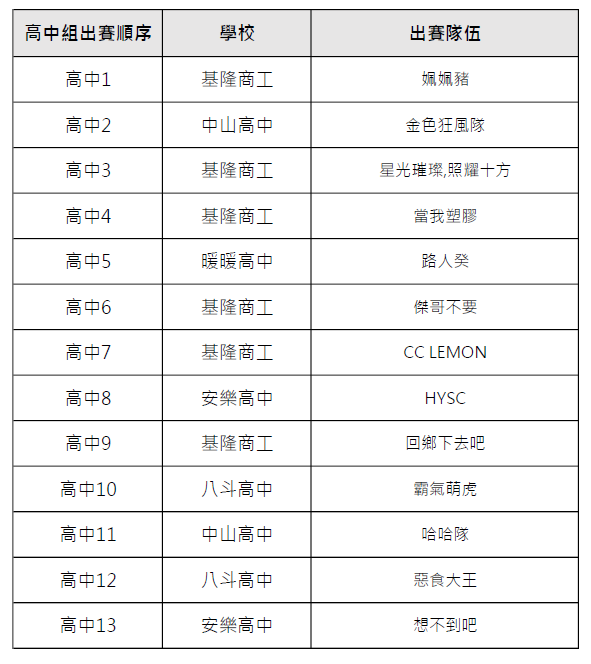 高中組出賽順序 學校 出賽隊伍
高中1 基隆商工 姵姵豬
高中2 中山高中 金色狂風隊
高中3 基隆商工 星光璀璨,照耀十方
高中4 基隆商工 當我塑膠
高中5 暖暖高中 路人癸
高中6 基隆商工 傑哥不要
高中7 基隆商工 CC LEMON
高中8 安樂高中 HYSC
高中9 基隆商工 回鄉下去吧
高中10 八斗高中 霸氣萌虎
高中11 中山高中 哈哈隊
高中12 八斗高中 惡食大王
高中13 安樂高中 想不到吧